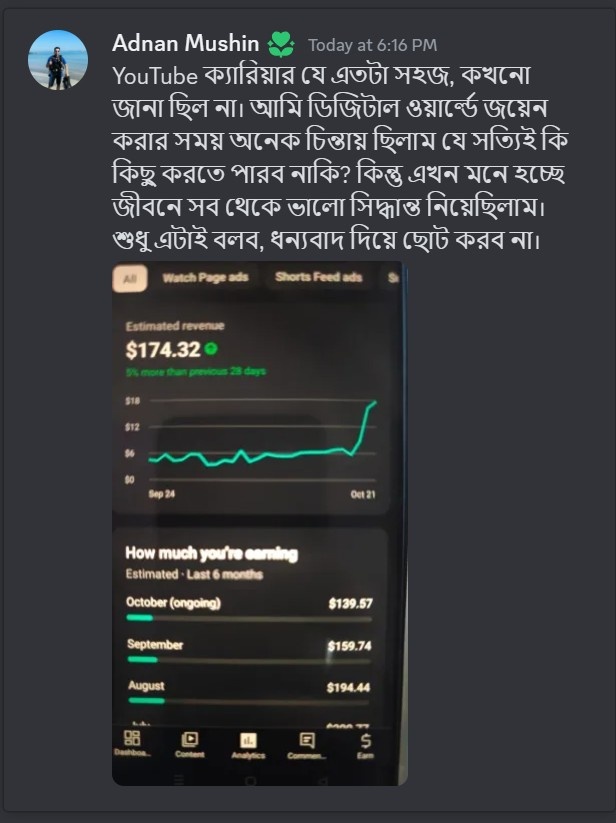 Adnan Mushin Today at 6:16 PM
YouTube ক্যারিয়ার যে এতটা সহজ, কখনো
জানা ছিল না। আমি ডিজিটাল ওয়ার্ল্ডে জয়েন
করার সময় অনেক চিন্তায় ছিলাম যে সত্যিই কি
কিছু করতে পারব নাকি? কিন্তু এখন মনে হচ্ছে
জীবনে সব থেকে ভালো সিদ্ধান্ত নিয়েছিলাম।
শুধু এটাই বলব, ধন্যবাদ দিয়ে ছোট করব না।
All Watch Page ads Shorts Feed ads
Estimated revenue
$174.32
5% more than previous 28 days
$18
$12
$6
$0
Sep 24 Oct 21
How much you're earning
Estimated · Last 6 months
October (ongoing) $139.57
September $159.74
August $194.44
Dashboa... Content Analytics Commen... Earn